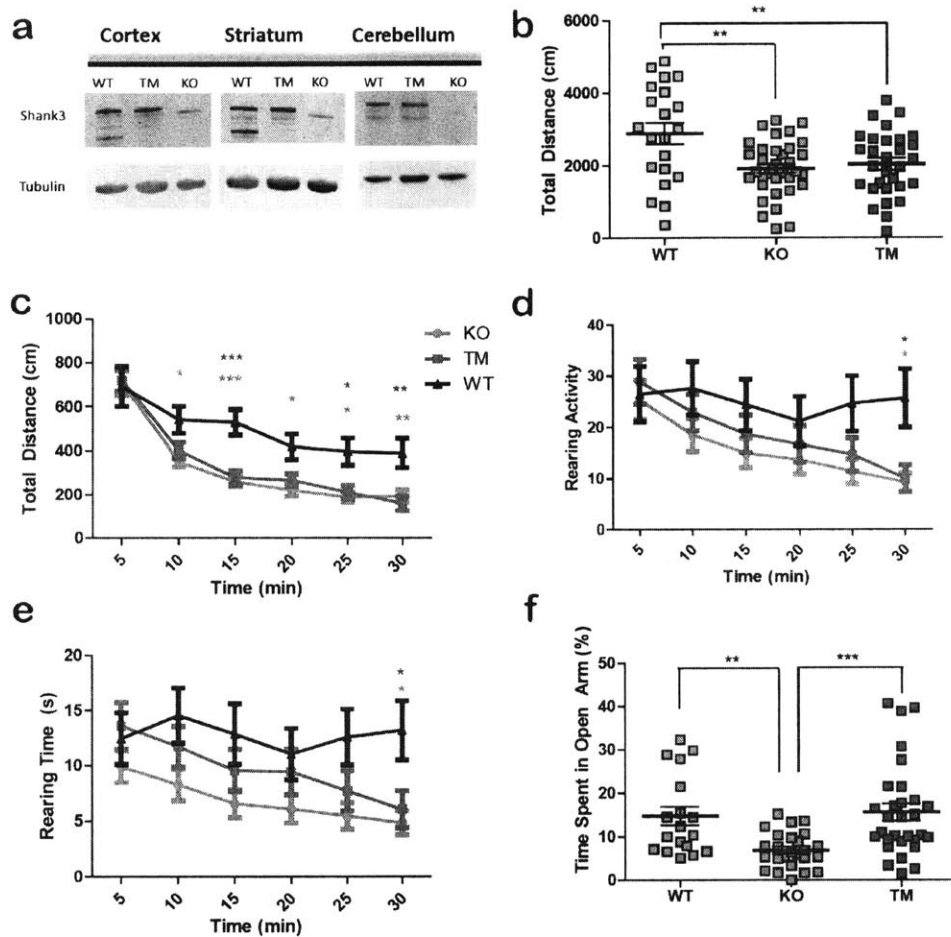 a
Cortex Striatum Cerebellum
WT TM KO WT TM KO WT TM KO
Shank3
Tubulin
b
**
**
Total Distance (cm)
6000
4000
2000
0
WT KO TM
c
Total Distance (cm)
1000
800
600
400
200
0
*
***
***
*
*
*
**
**
KO
TM
WT
5 10 15 20 25 30
Time (min)
d
Rearing Activity
40
30
20
10
0
*
*
5 10 15 20 25 30
Time (min)
e
Rearing Time (s)
20
15
10
5
0
*
*
5 10 15 20 25 30
Time (min)
f
Time Spent in Open Arm (%)
50
40
30
20
10
0
** ***
WT KO TM